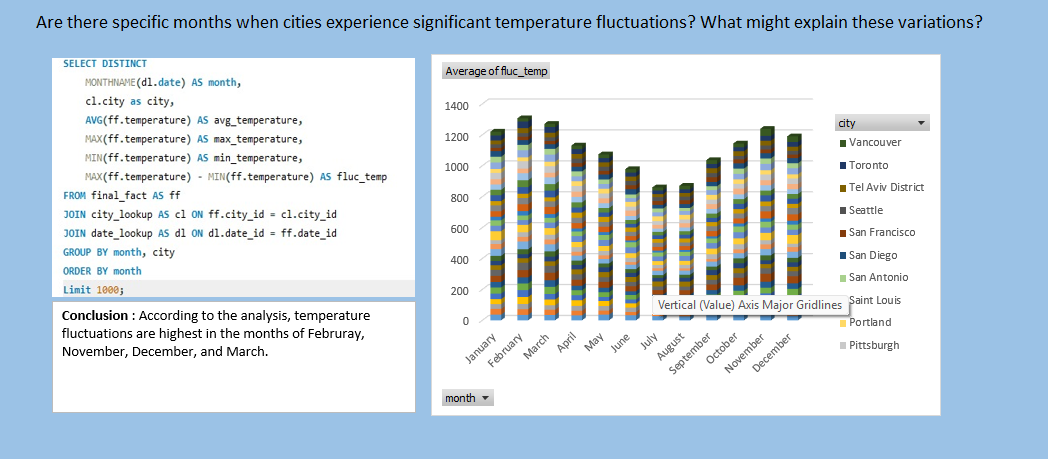 Are there specific months when cities experience significant temperature fluctuations? What might explain these variations?
SELECT DISTINCT
MONTHNAME(dl.date) AS month,
cl.city as city,
AVG(ff.temperature) AS avg_temperature,
MAX(ff.temperature) AS max_temperature,
MIN(ff.temperature) AS min_temperature,
MAX(ff.temperature) - MIN(ff.temperature) AS fluc_temp
FROM final_fact AS ff
JOIN city_lookup AS cl ON ff.city_id = cl.city_id
JOIN date_lookup AS dl ON dl.date_id = ff.date_id
GROUP BY month, city
ORDER BY month
Limit 1000;
Conclusion : According to the analysis, temperature
fluctuations are highest in the months of Februray,
November, December, and March.
Average of fluc_temp
1400
1200
1000
800
600
400
200
0
January
February
March
April
May
June
July
August
September
October
November
December
Vertical (Value) Axis Major Gridlines
month
city
Vancouver
Toronto
Tel Aviv District
Seattle
San Francisco
San Diego
San Antonio
Saint Louis
Portland
Pittsburgh